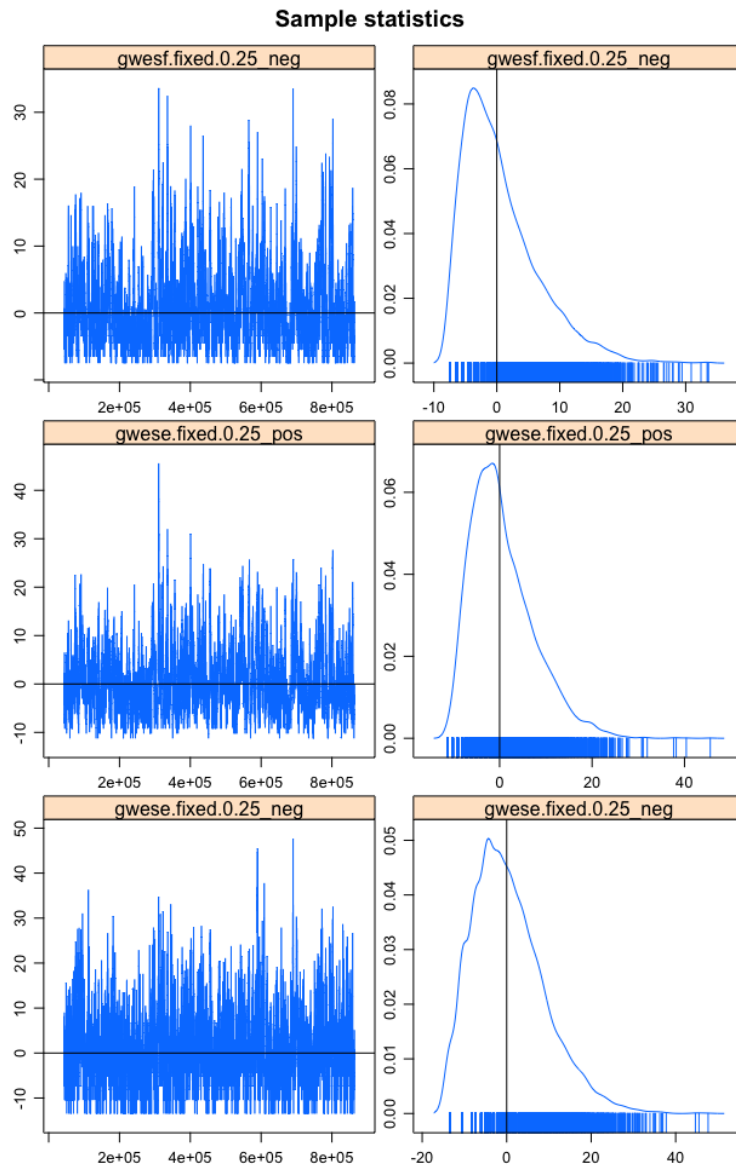 Sample statistics
gwesf.fixed.0.25_neg
gwesf.fixed.0.25_neg
30
20
10
0
2e+05 4e+05 6e+05 8e+05
0.08
0.06
0.04
0.02
0.00
-10 0 10 20 30
gwese.fixed.0.25_pos
gwese.fixed.0.25_pos
40
30
20
10
0
-10
2e+05 4e+05 6e+05 8e+05
0.06
0.04
0.02
0.00
0 20 40
gwese.fixed.0.25_neg
gwese.fixed.0.25_neg
50
40
30
20
10
0
-10
2e+05 4e+05 6e+05 8e+05
0.05
0.04
0.03
0.02
0.01
0.00
-20 0 20 40